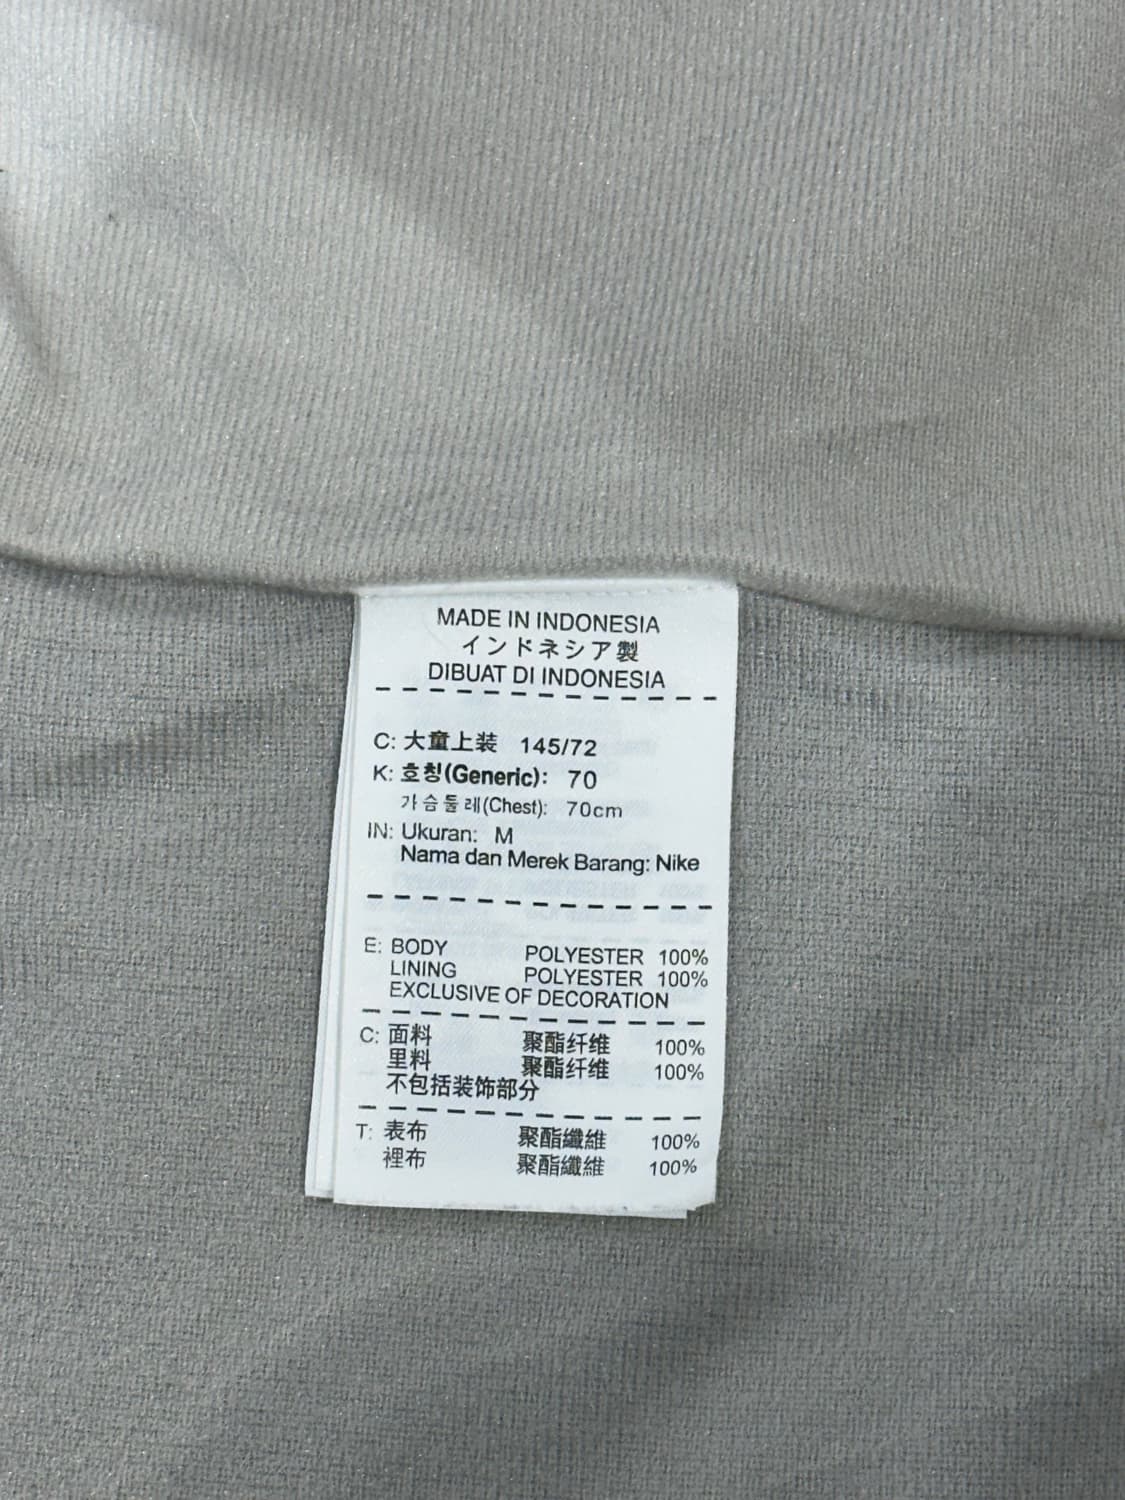 MADE IN INDONESIA
インドネシア製
DIBUAT DI INDONESIA
C: 大童上装 145/72
K: 호칭(Generic): 70
가슴둘레(Chest): 70cm
IN: Ukuran: M
Nama dan Merek Barang: Nike
E: BODY POLYESTER 100%
LINING POLYESTER 100%
EXCLUSIVE OF DECORATION
C: 面料 聚酯纤维 100%
里料 聚酯纤维 100%
不包括装饰部分
T: 表布 聚酯纖維 100%
裡布 聚酯纖維 100%